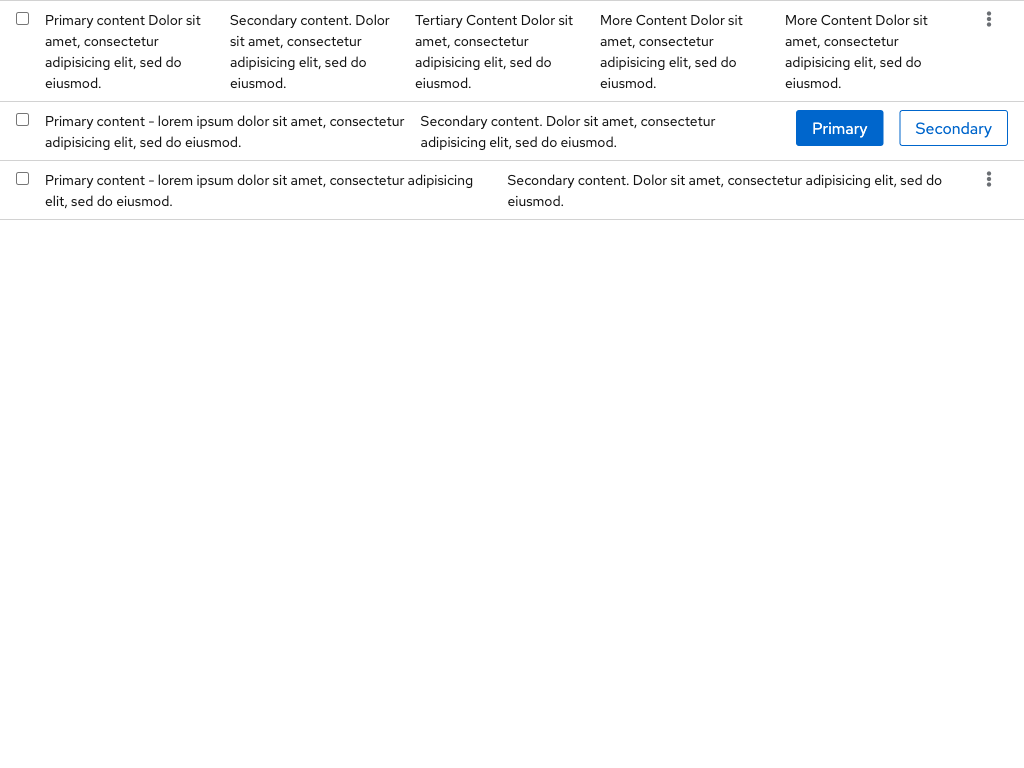 Primary content Dolor sit
amet, consectetur
adipisicing elit, sed do
eiusmod.
Secondary content. Dolor
sit amet, consectetur
adipisicing elit, sed do
eiusmod.
Tertiary Content Dolor sit
amet, consectetur
adipisicing elit, sed do
eiusmod.
More Content Dolor sit
amet, consectetur
adipisicing elit, sed do
eiusmod.
More Content Dolor sit
amet, consectetur
adipisicing elit, sed do
eiusmod.
Primary content - lorem ipsum dolor sit amet, consectetur
adipisicing elit, sed do eiusmod.
Secondary content. Dolor sit amet, consectetur
adipisicing elit, sed do eiusmod.
Primary
Secondary
Primary content - lorem ipsum dolor sit amet, consectetur adipisicing
elit, sed do eiusmod.
Secondary content. Dolor sit amet, consectetur adipisicing elit, sed do
eiusmod.